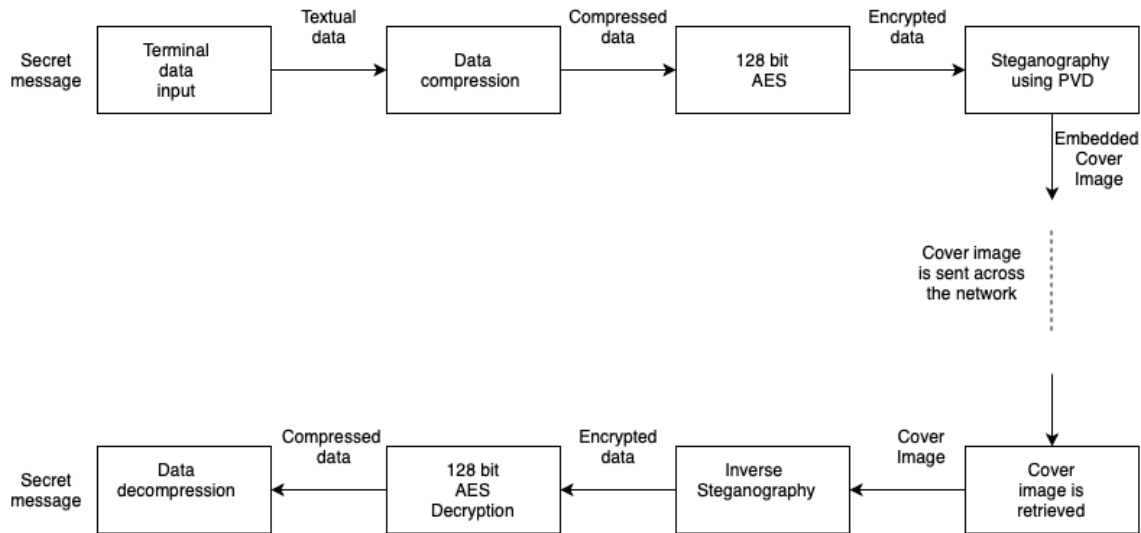 Secret
message
Terminal
data
input
Textual
data
Data
compression
Compressed
data
128 bit
AES
Encrypted
data
Steganography
using PVD
Embedded
Cover
Image
Cover image
is sent across
the network
Secret
message
Data
decompression
Compressed
data
128 bit
AES
Decryption
Encrypted
data
Inverse
Steganography
Cover
Image
Cover
image is
retrieved